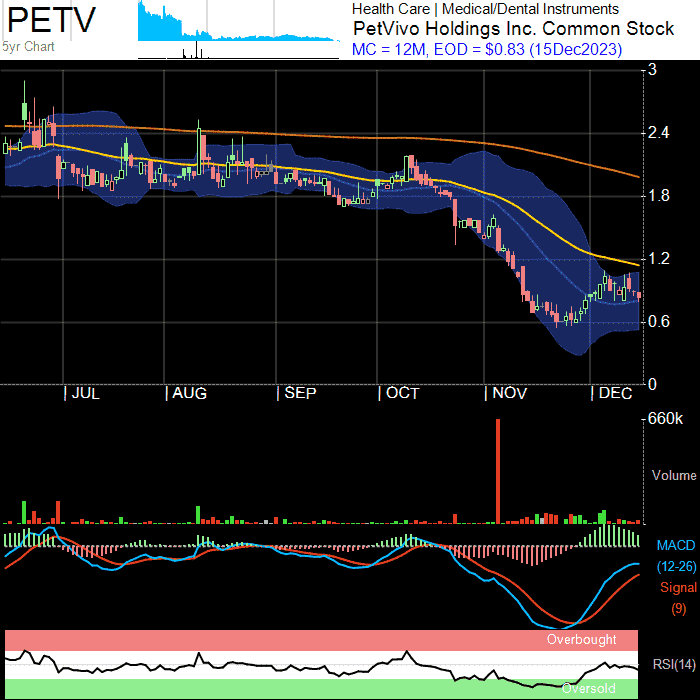 PETV
5yr Chart
Health Care | Medical/Dental Instruments
PetVivo Holdings Inc. Common Stock
MC = 12M, EOD = $0.83 (15Dec2023)
3
2.4
1.8
1.2
0.6
0
| JUL | AUG | SEP | OCT | NOV | DEC
660k
Volume
MACD
(12-26)
Signal
(9)
Overbought
RSI(14)
Oversold